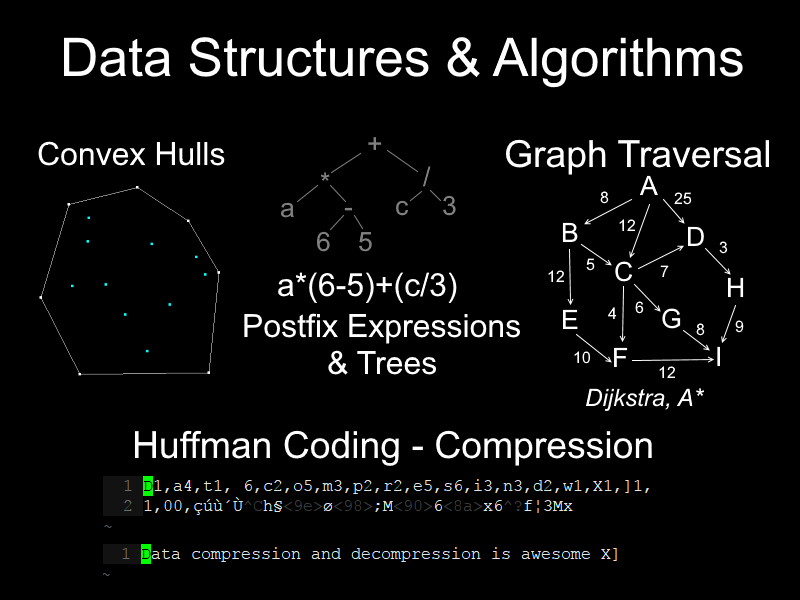 Data Structures & Algorithms
Convex Hulls
+
* /
a - c 3
6 5
a*(6-5)+(c/3)
Postfix Expressions
& Trees
Graph Traversal
A
8 25
B 12 D
5 7 3
C H
12
E 4 6 G 9
8
10 F I
12
Dijkstra, A*
Huffman Coding - Compression
1 D1,a4,t1, 6,c2,o5,m3,p2,r2,e5,s6,i3,n3,d2,w1,X1,]1,
2 1,00,çúù´Ù^Ch§<9e>ø<98>;M<90>6<8a>x6^?f¦3Mx
~
1 Data compression and decompression is awesome X]
~